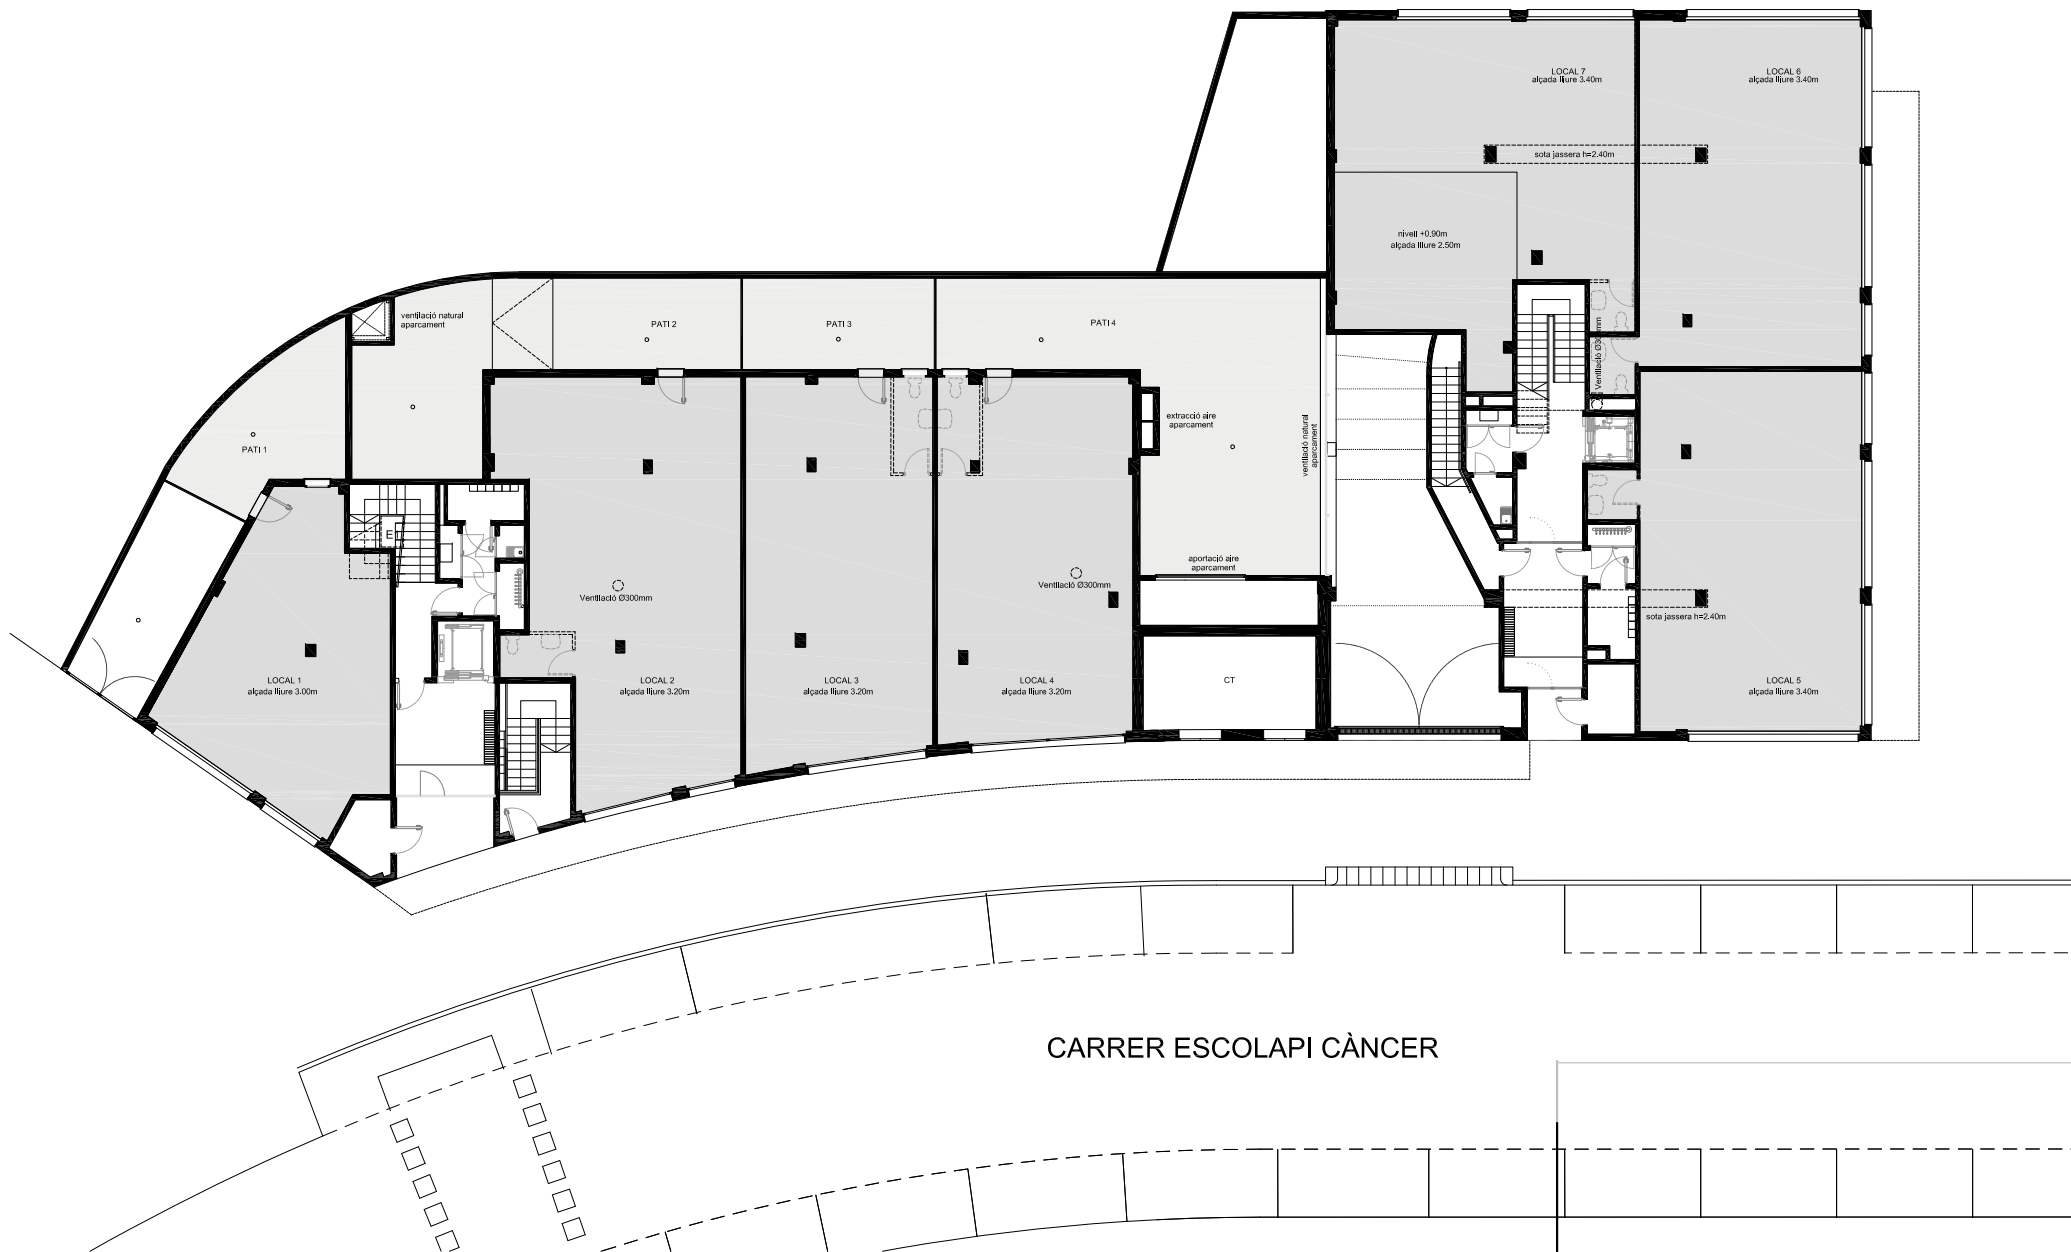 LOCAL 7
alçada lliure 3.40m
LOCAL 6
alçada lliure 3.40m
sota jassera h=2.40m
nivell +0.90m
alçada lliure 2.50m
ventilació natural
aparcament
PATI 2
PATI 3
PATI 4
Ventilació Ø300mm
extracció aire
aparcament
ventilació natural
aparcament
PATI 1
E
aportació aire
aparcament
Ventilació Ø300mm
Ventilació Ø300mm
sota jassera h=2.40m
LOCAL 1
alçada lliure 3.00m
LOCAL 2
alçada lliure 3.20m
LOCAL 3
alçada lliure 3.20m
LOCAL 4
alçada lliure 3.20m
CT
LOCAL 5
alçada lliure 3.40m
CARRER ESCOLAPI CÀNCER